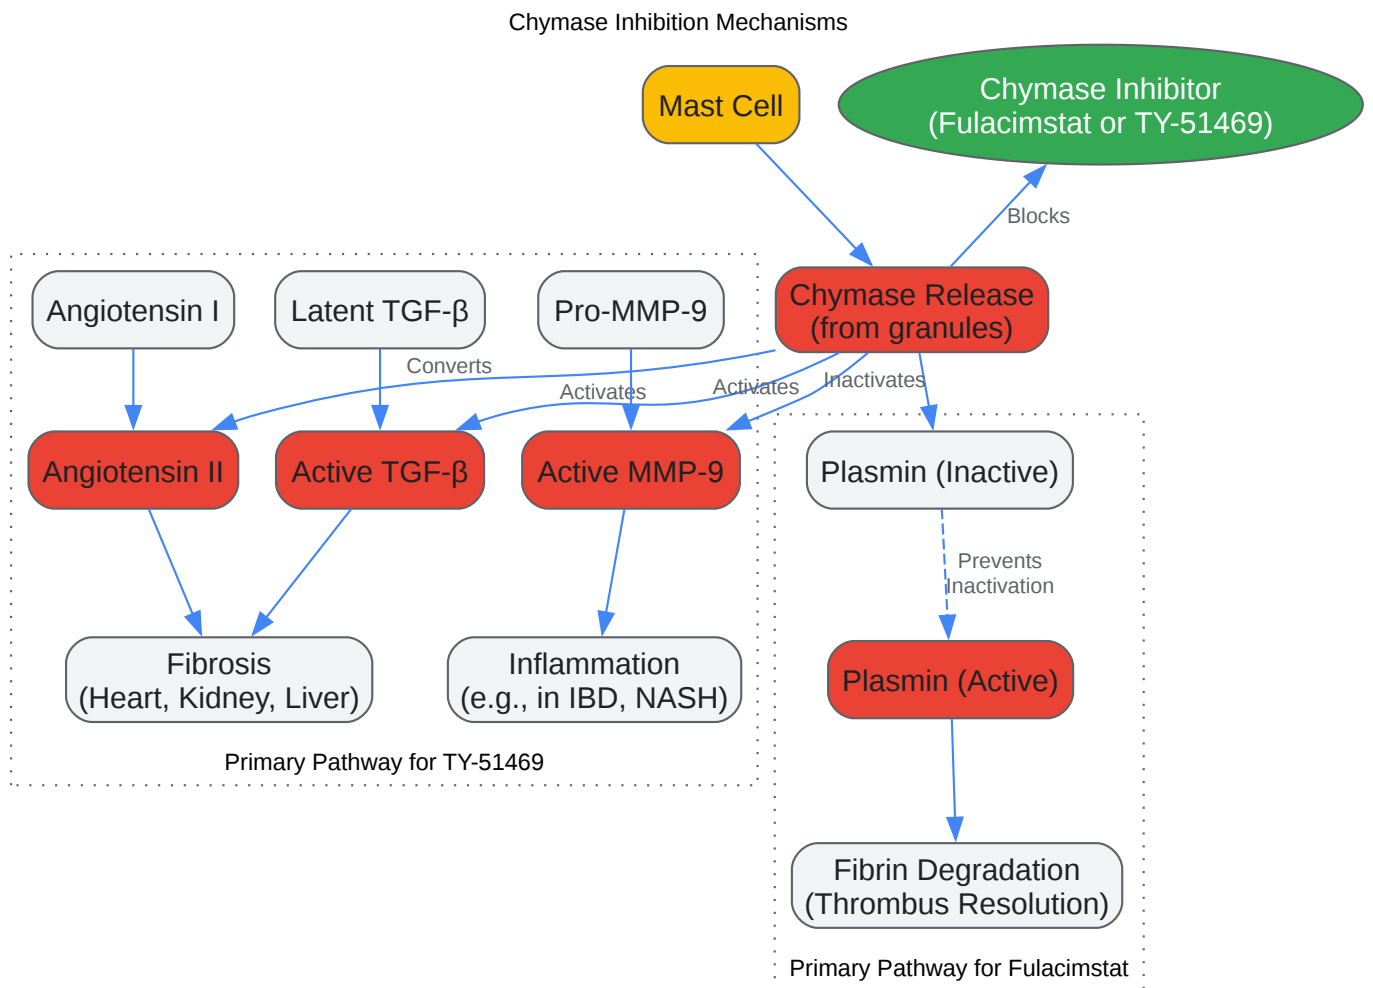 Chymase Inhibition Mechanisms
Mast Cell
Chymase Inhibitor
(Fulacimstat or TY-51469)
Blocks
Chymase Release
(from granules)
Angiotensin I
Latent TGF-β
Pro-MMP-9
Converts
Activates
Activates
Inactivates
Angiotensin II
Active TGF-β
Active MMP-9
Plasmin (Inactive)
Prevents
Inactivation
Fibrosis
(Heart, Kidney, Liver)
Inflammation
(e.g., in IBD, NASH)
Plasmin (Active)
Primary Pathway for TY-51469
Fibrin Degradation
(Thrombus Resolution)
Primary Pathway for Fulacimstat